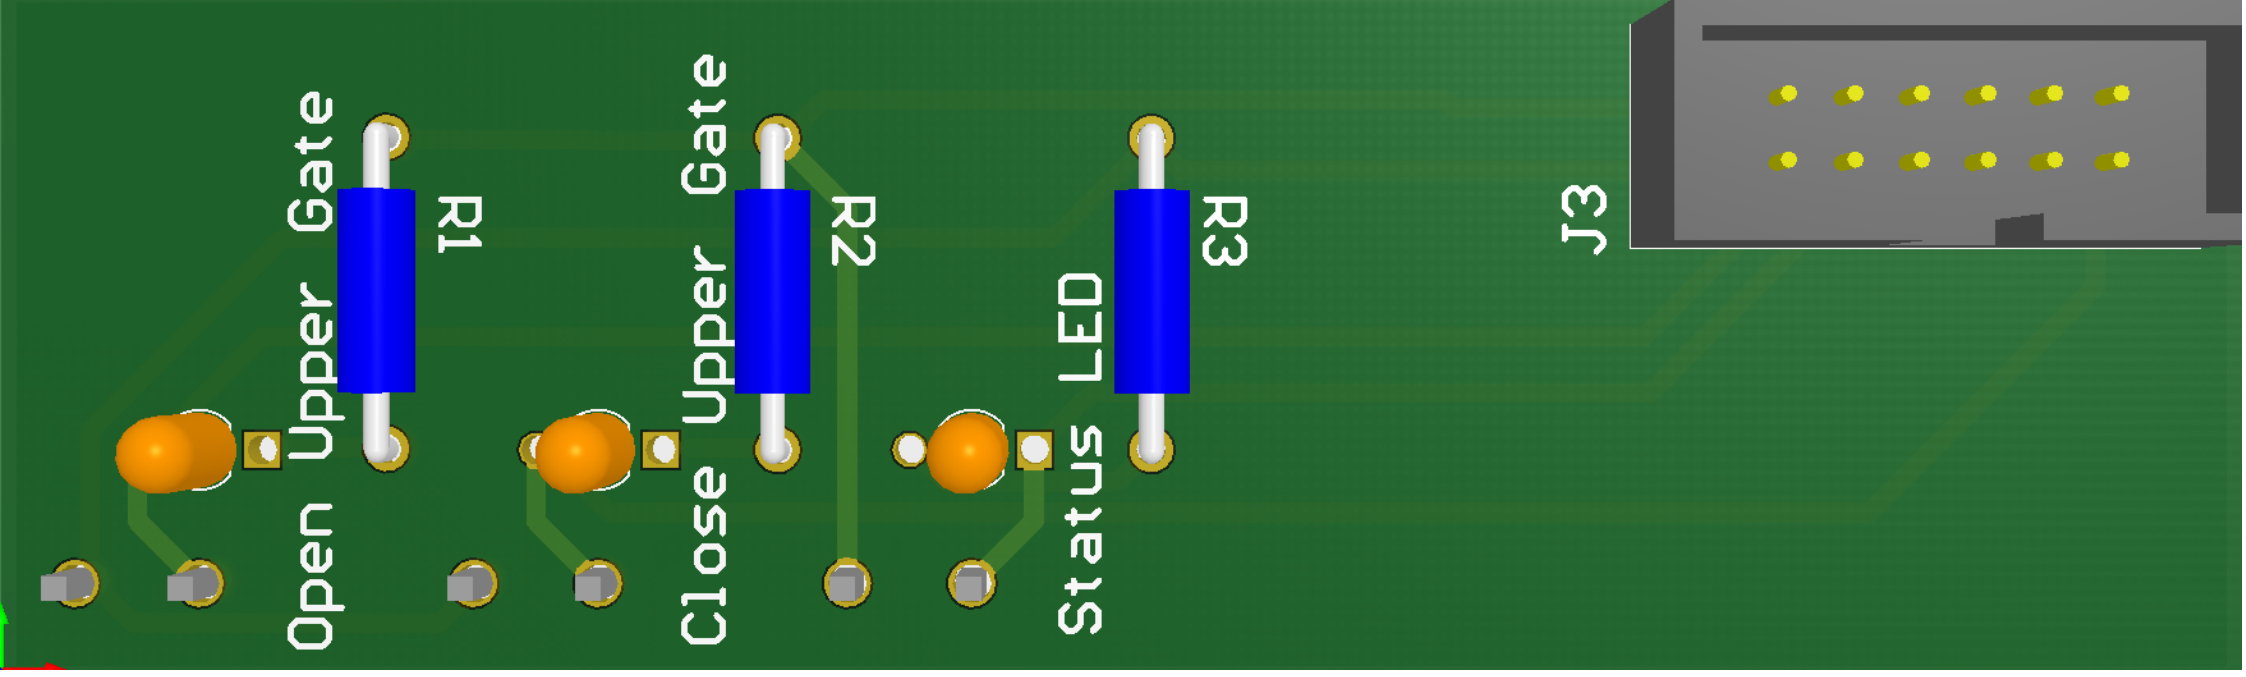 Open Upper Gate
R1
Close Upper Gate
R2
Status LED
R3
J3